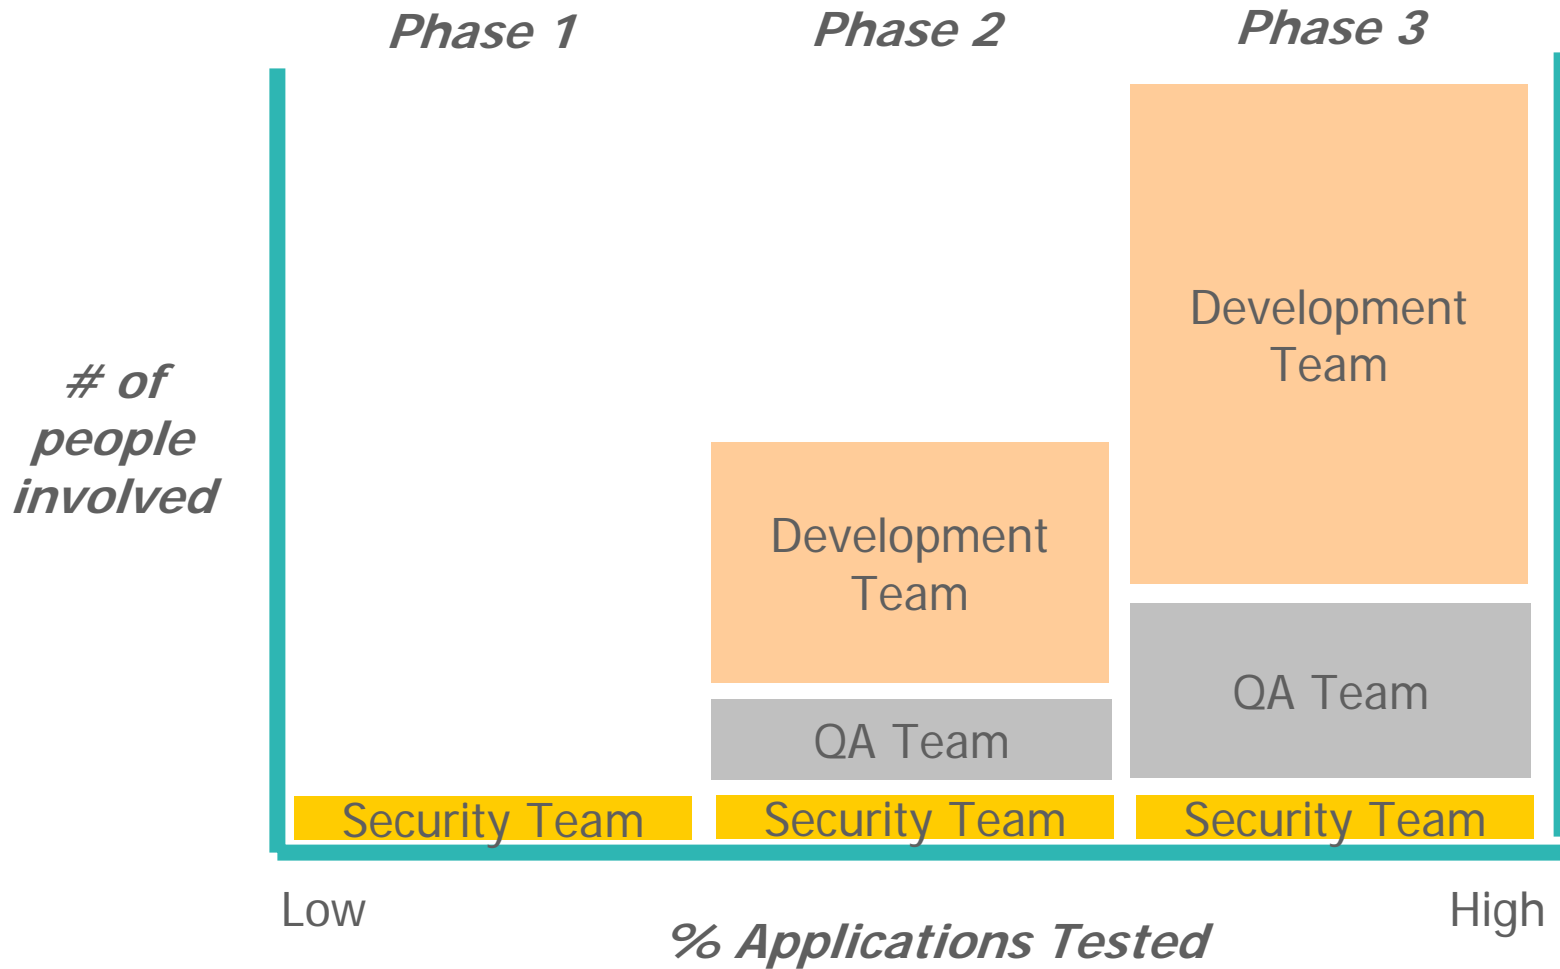 Phase 1
Phase 2
Phase 3
# of
people
involved
Development
Team
Development
Team
QA Team
QA Team
Security Team
Security Team
Security Team
Low
High
% Applications Tested